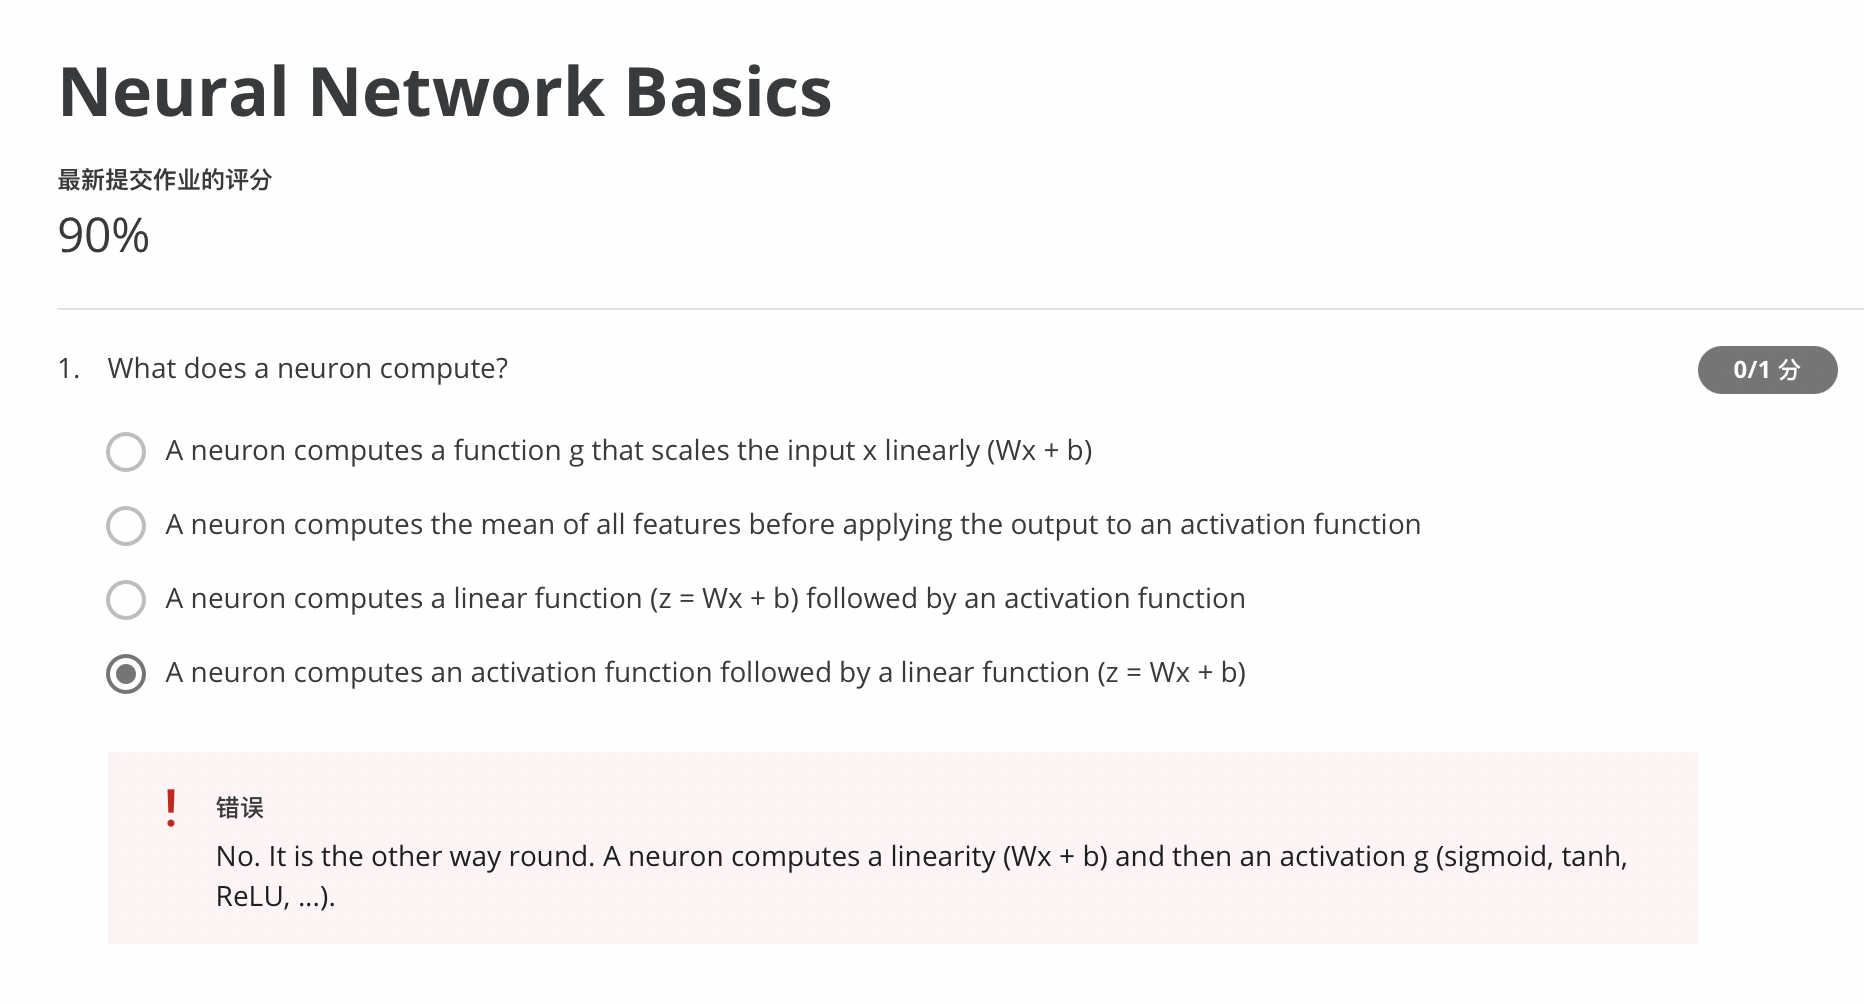 Neural Network Basics
最新提交作业的评分
90%
1. What does a neuron compute?
0/1 分
A neuron computes a function g that scales the input x linearly (Wx + b)
A neuron computes the mean of all features before applying the output to an activation function
A neuron computes a linear function (z = Wx + b) followed by an activation function
A neuron computes an activation function followed by a linear function (z = Wx + b)
错误
No. It is the other way round. A neuron computes a linearity (Wx + b) and then an activation g (sigmoid, tanh,
ReLU, ...).